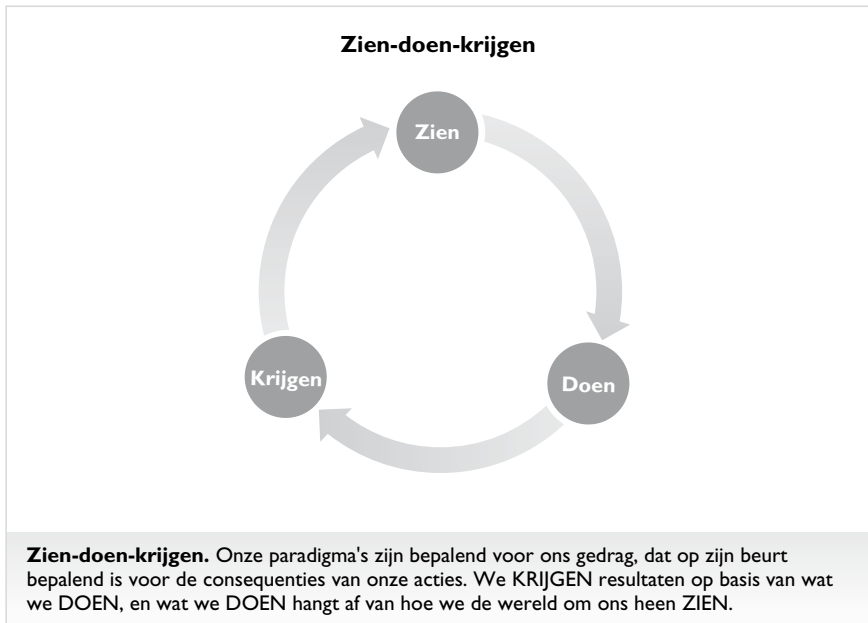 Zien-doen-krijgen
Zien
Krijgen
Doen
Zien-doen-krijgen. Onze paradigma's zijn bepalend voor ons gedrag, dat op zijn beurt
bepalend is voor de consequenties van onze acties. We KRIJGEN resultaten op basis van wat
we DOEN, en wat we DOEN hangt af van hoe we de wereld om ons heen ZIEN.